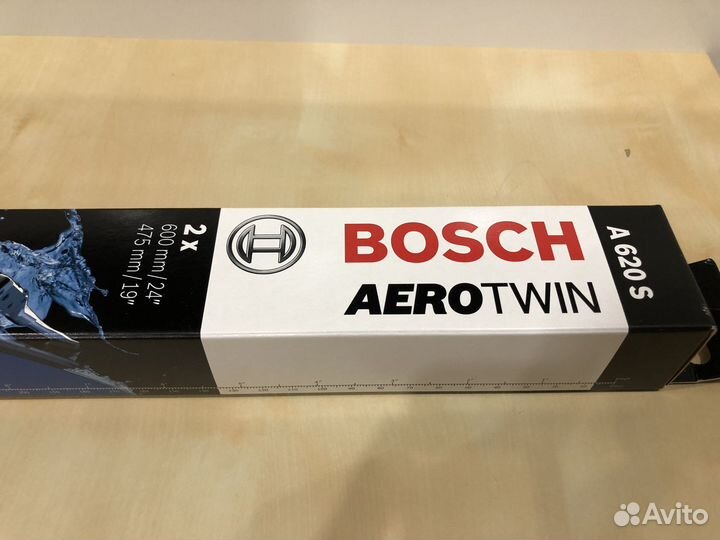 BOSCH
AEROTWIN
A 620 S
2 x
600 mm/24"
475 mm/19"
Avito